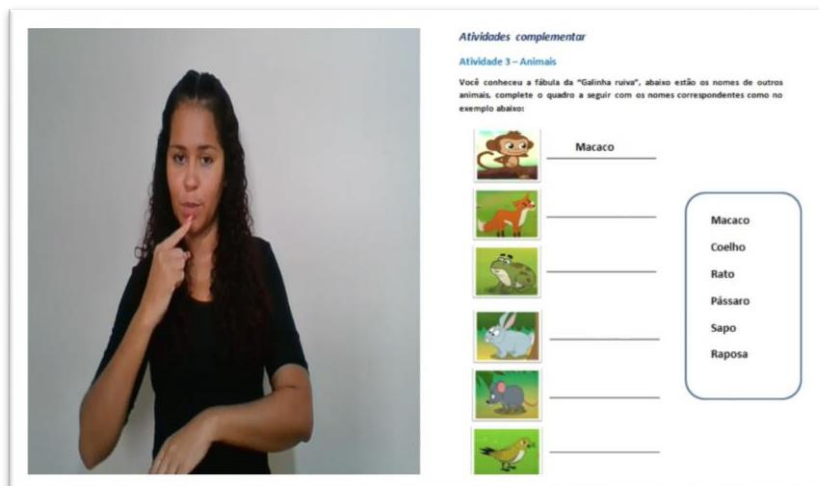 Atividades complementar
Atividade 3 – Animais
Você conheceu a fábula da "Galinha ruiva", abaixo estão os nomes de outros
animais, complete o quadro a seguir com os nomes correspondentes como no
exemplo abaixo:
Macaco
Macaco
Coelho
Rato
Pássaro
Sapo
Raposa